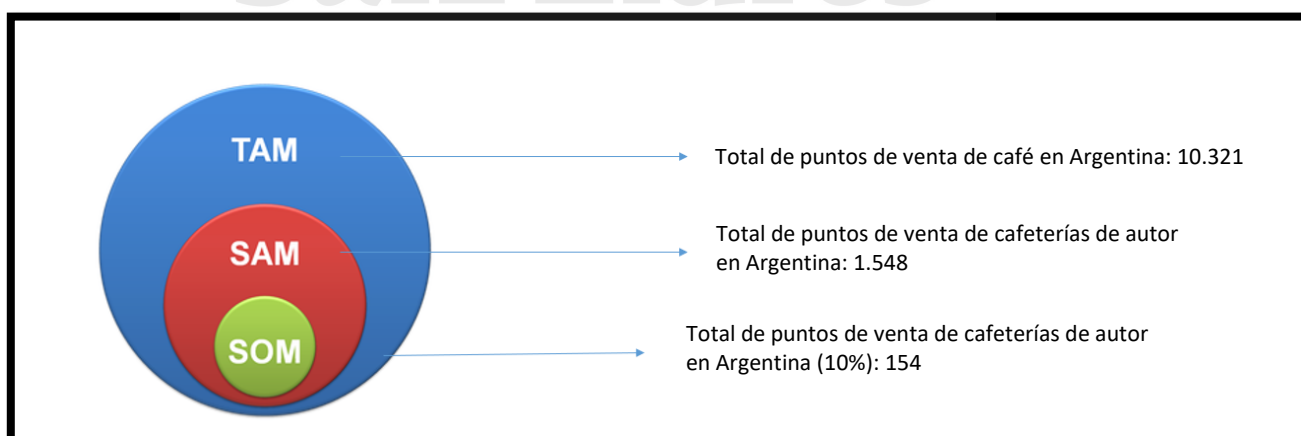 TAM
Total de puntos de venta de café en Argentina: 10.321
SAM
Total de puntos de venta de cafeterías de autor
en Argentina: 1.548
SOM
Total de puntos de venta de cafeterías de autor
en Argentina (10%): 154